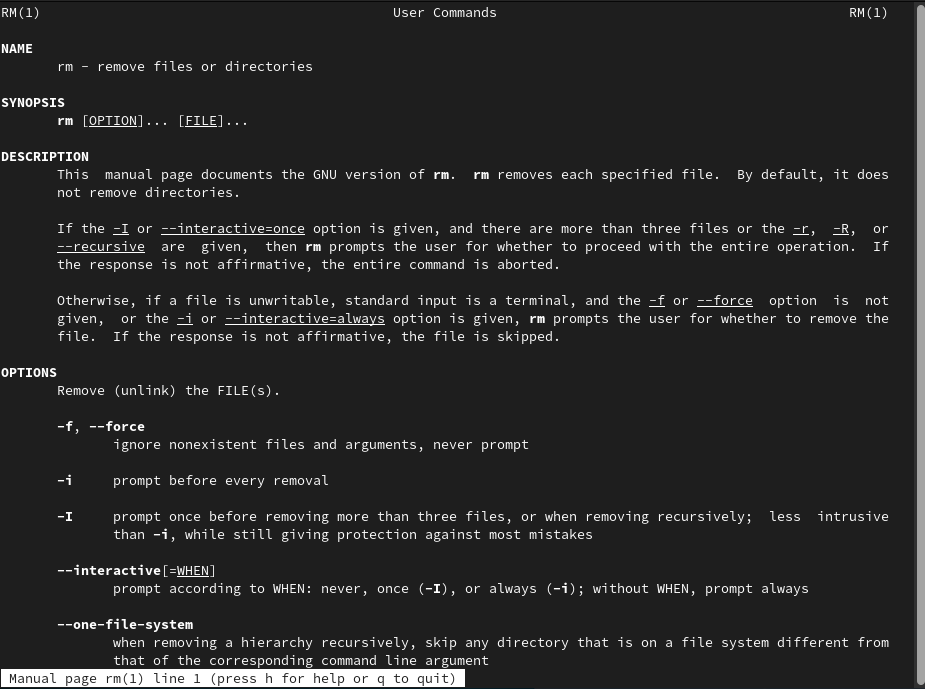 RM(1) User Commands RM(1)
NAME
rm - remove files or directories
SYNOPSIS
rm [OPTION]... [FILE]...
DESCRIPTION
This manual page documents the GNU version of rm. rm removes each specified file. By default, it does
not remove directories.
If the -I or --interactive=once option is given, and there are more than three files or the -r, -R, or
--recursive are given, then rm prompts the user for whether to proceed with the entire operation. If
the response is not affirmative, the entire command is aborted.
Otherwise, if a file is unwritable, standard input is a terminal, and the -f or --force option is not
given, or the -i or --interactive=always option is given, rm prompts the user for whether to remove the
file. If the response is not affirmative, the file is skipped.
OPTIONS
Remove (unlink) the FILE(s).
-f, --force
ignore nonexistent files and arguments, never prompt
-i prompt before every removal
-I prompt once before removing more than three files, or when removing recursively; less intrusive
than -i, while still giving protection against most mistakes
--interactive[=WHEN]
prompt according to WHEN: never, once (-I), or always (-i); without WHEN, prompt always
--one-file-system
when removing a hierarchy recursively, skip any directory that is on a file system different from
that of the corresponding command line argument
Manual page rm(1) line 1 (press h for help or q to quit)